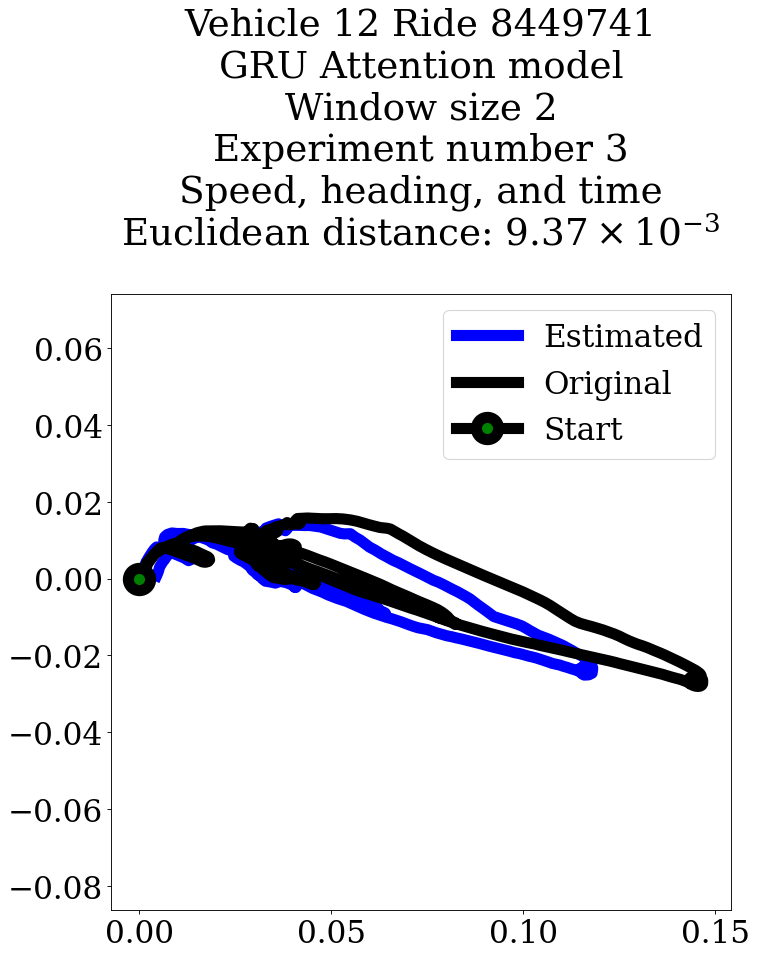 Vehicle 12 Ride 8449741
GRU Attention model
Window size 2
Experiment number 3
Speed, heading, and time
Euclidean distance: 9.37 × 10⁻³
Estimated
Original
Start
0.06
0.04
0.02
0.00
−0.02
−0.04
−0.06
−0.08
0.00 0.05 0.10 0.15